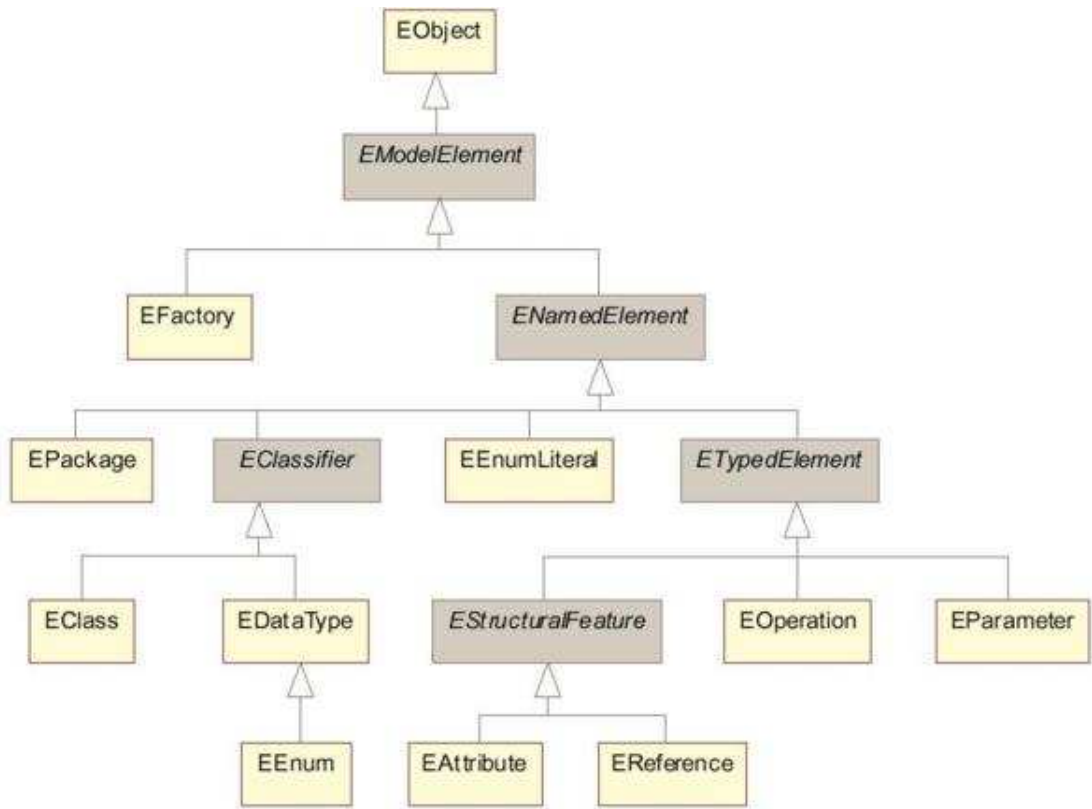 EObject
EModelElement
EFactory
ENamedElement
EPackage
EClassifier
EEnumLiteral
ETypedElement
EClass
EDataType
EStructuralFeature
EOperation
EParameter
EEnum
EAttribute
EReference